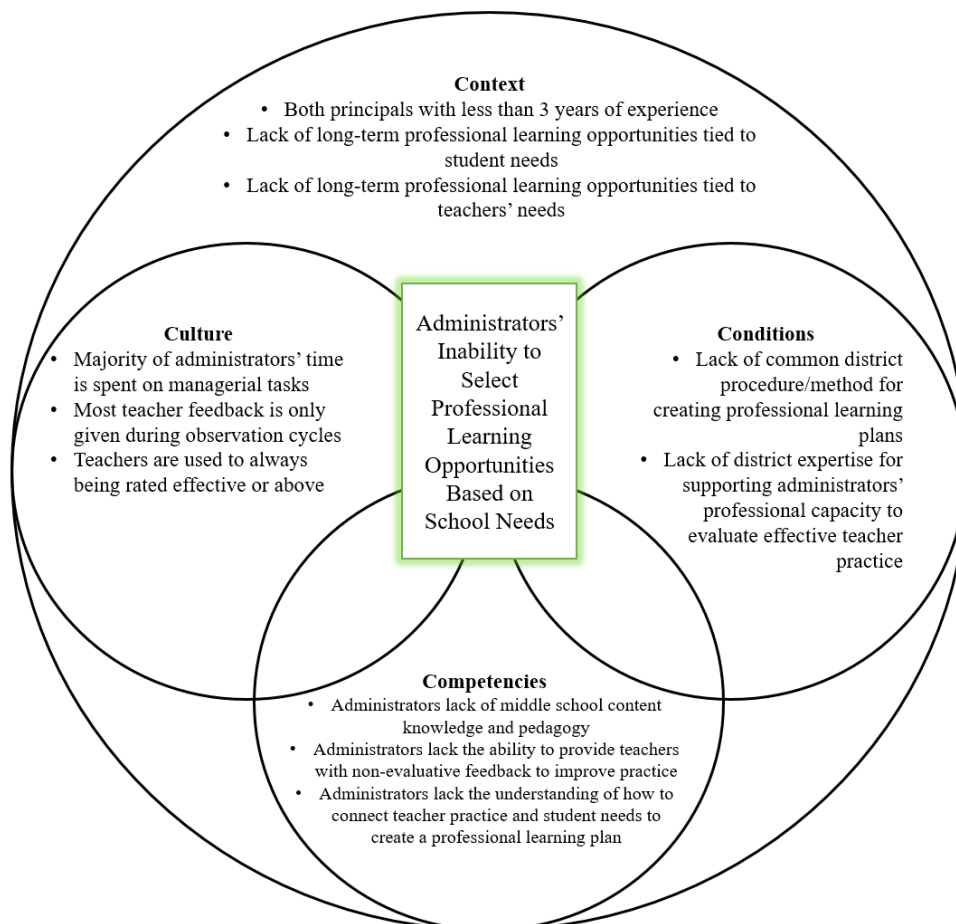 Context
• Both principals with less than 3 years of experience
• Lack of long-term professional learning opportunities tied to
student needs
• Lack of long-term professional learning opportunities tied to
teachers’ needs
Culture
• Majority of administrators’ time
is spent on managerial tasks
• Most teacher feedback is only
given during observation cycles
• Teachers are used to always
being rated effective or above
Administrators’
Inability to
Select
Professional
Learning
Opportunities
Based on
School Needs
Conditions
• Lack of common district
procedure/method for
creating professional learning
plans
• Lack of district expertise for
supporting administrators’
professional capacity to
evaluate effective teacher
practice
Competencies
• Administrators lack of middle school content
knowledge and pedagogy
• Administrators lack the ability to provide teachers
with non-evaluative feedback to improve practice
• Administrators lack the understanding of how to
connect teacher practice and student needs to
create a professional learning plan